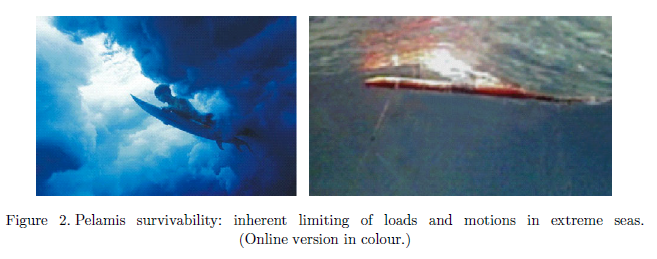 Figure 2. Pelamis survivability: inherent limiting of loads and motions in extreme seas.
(Online version in colour.)